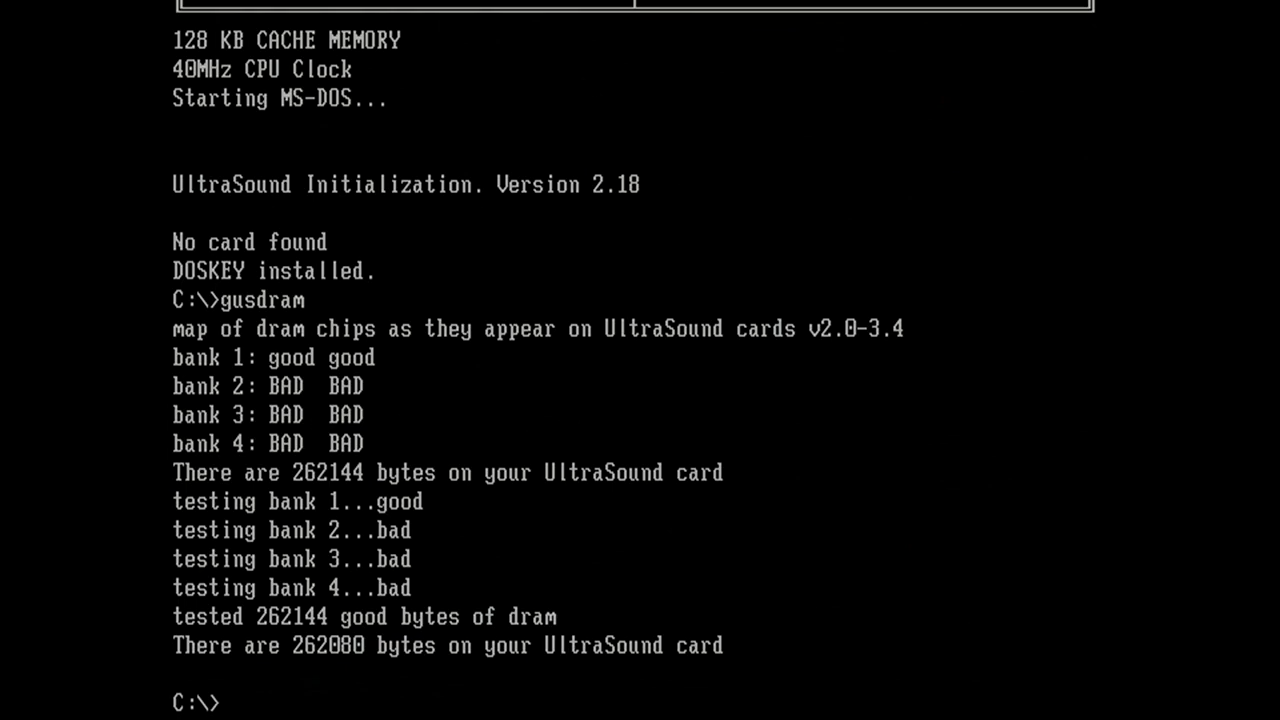 128 KB CACHE MEMORY
40MHz CPU Clock
Starting MS-DOS...
UltraSound Initialization. Version 2.18
No card found
DOSKEY installed.
C:\>gusdram
map of dram chips as they appear on UltraSound cards v2.0-3.4
bank 1: good good
bank 2: BAD  BAD
bank 3: BAD  BAD
bank 4: BAD  BAD
There are 262144 bytes on your UltraSound card
testing bank 1...good
testing bank 2...bad
testing bank 3...bad
testing bank 4...bad
tested 262144 good bytes of dram
There are 262080 bytes on your UltraSound card
C:\>